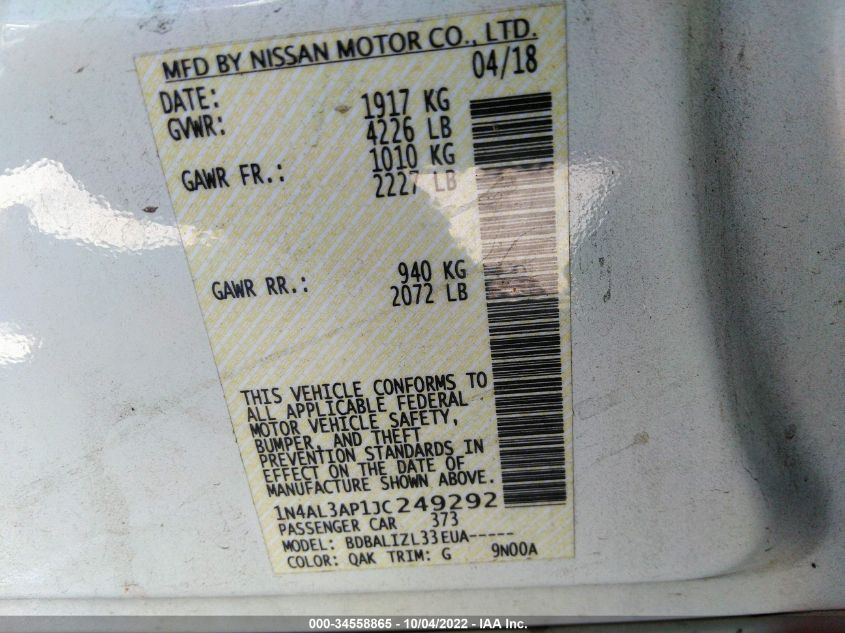 MFD BY NISSAN MOTOR CO., LTD.
DATE: 04/18
GVWR: 1917 KG
4226 LB
GAWR FR.: 1010 KG
2227 LB
GAWR RR.: 940 KG
2072 LB
THIS VEHICLE CONFORMS TO
ALL APPLICABLE FEDERAL
MOTOR VEHICLE SAFETY,
BUMPER, AND THEFT
PREVENTION STANDARDS IN
EFFECT ON THE DATE OF
MANUFACTURE SHOWN ABOVE.
1N4AL3AP1JC249292
PASSENGER CAR 373
MODEL: BDBALIZL33EUA-----
COLOR: QAK TRIM: G 9N00A
000-34558865 - 10/04/2022 - IAA Inc.